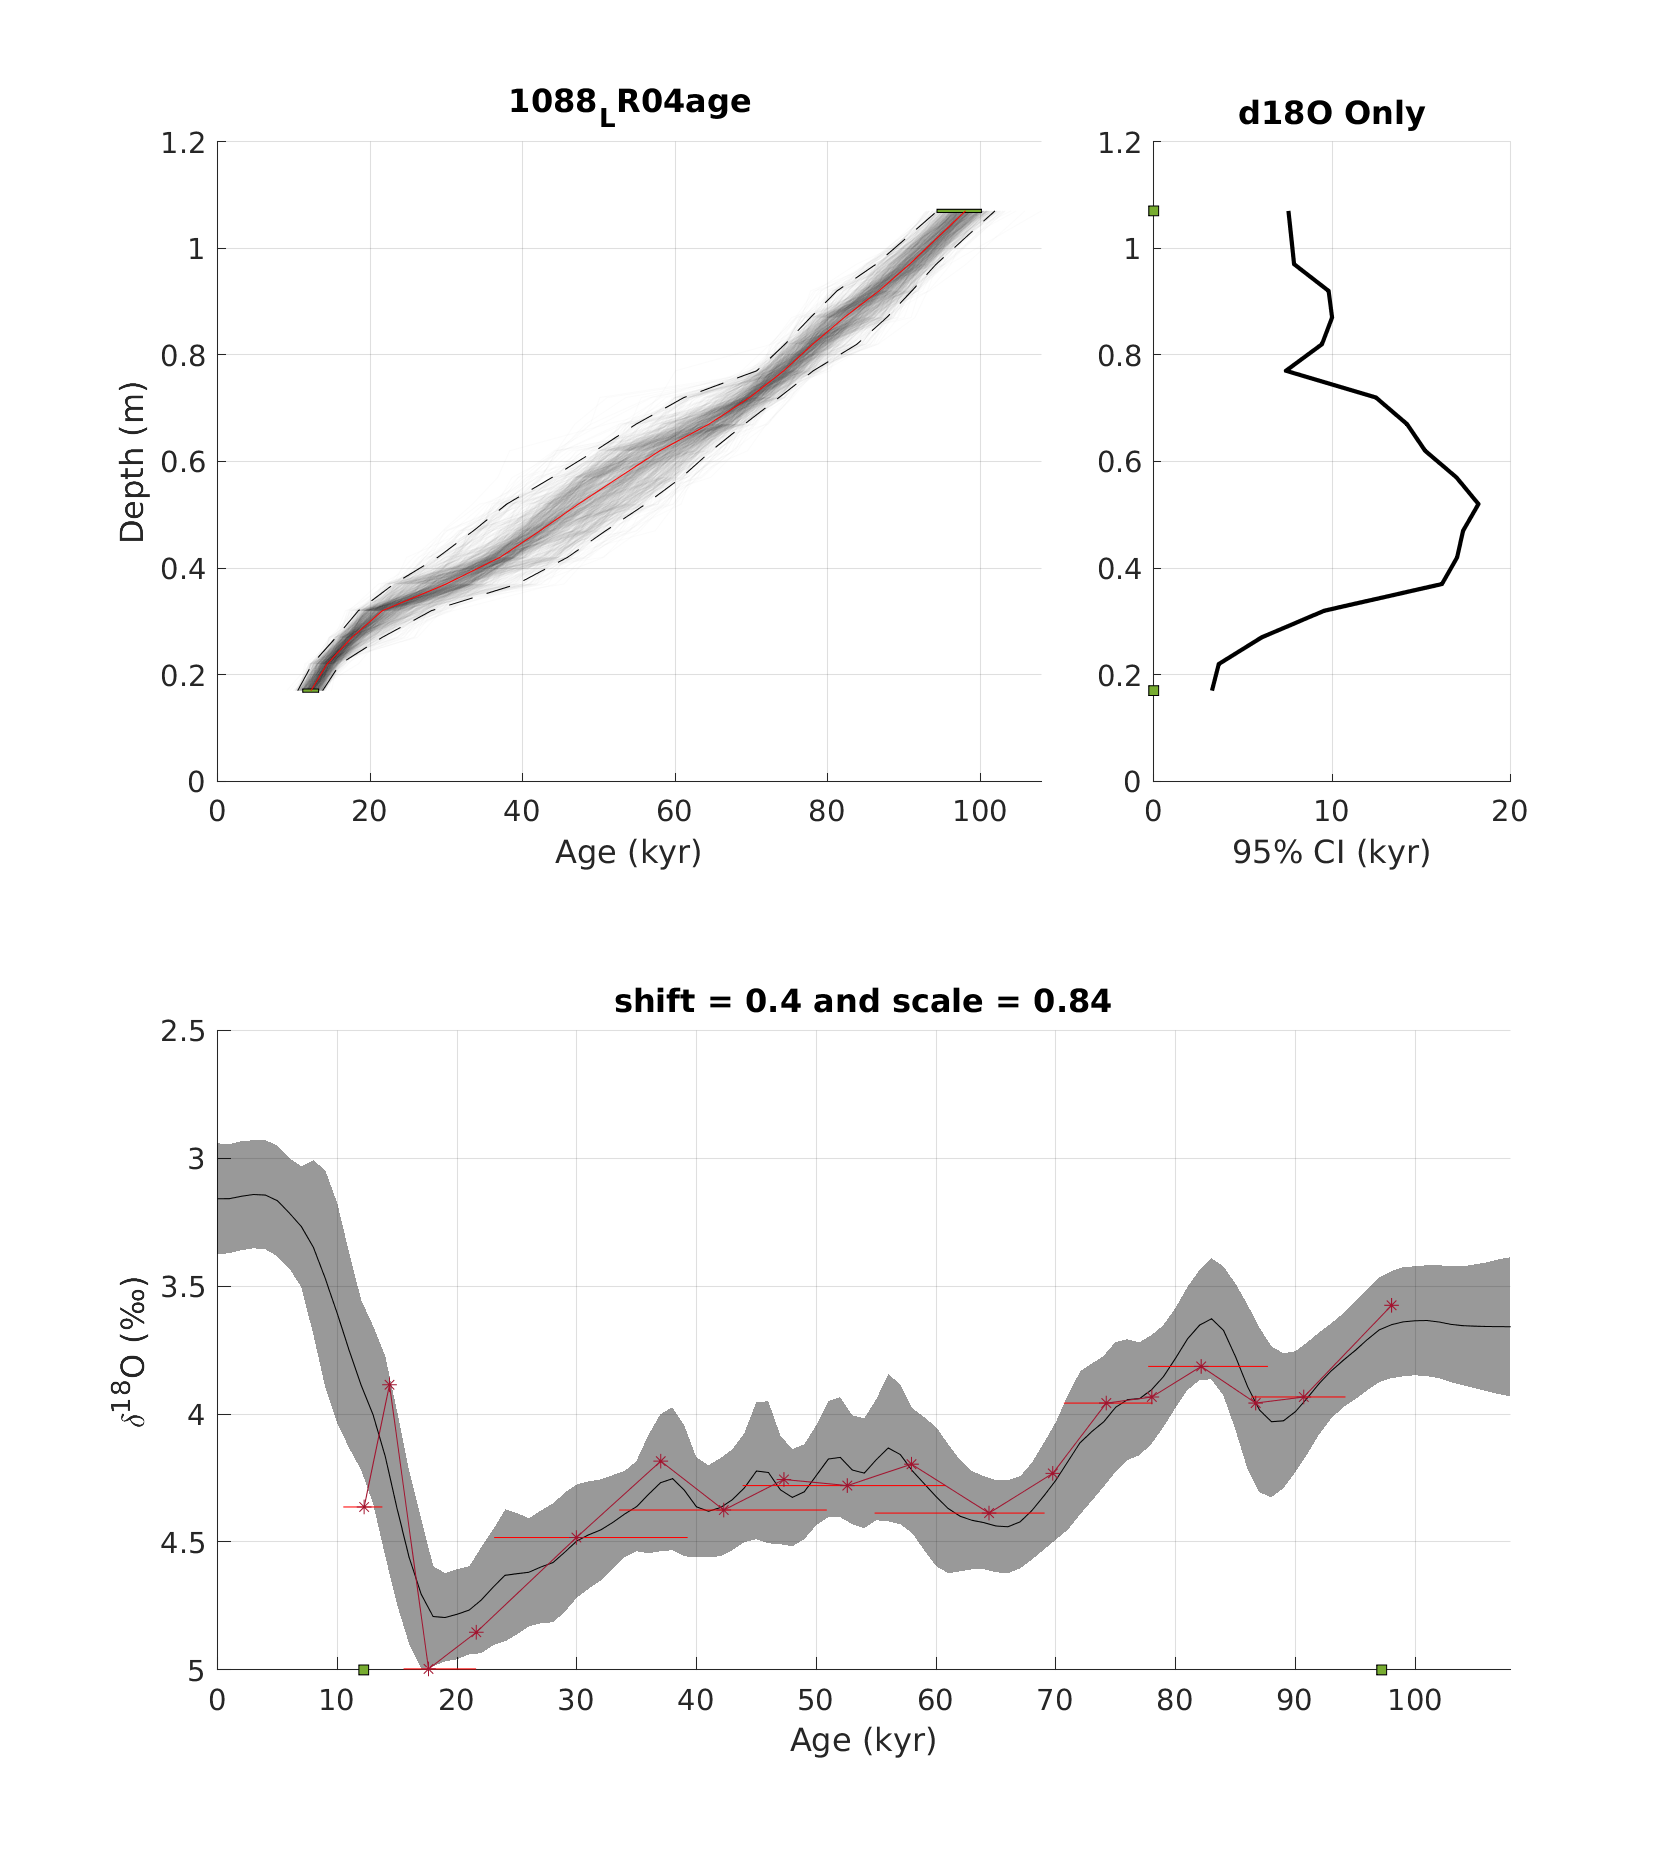 1088LR04age
d18O Only
1.2
1
0.8
0.6
0.4
0.2
0
Depth (m)
0 20 40 60 80 100
Age (kyr)
1.2
1
0.8
0.6
0.4
0.2
0
0 10 20
95% CI (kyr)
shift = 0.4 and scale = 0.84
2.5
3
3.5
4
4.5
5
δ18O (‰)
0 10 20 30 40 50 60 70 80 90 100
Age (kyr)